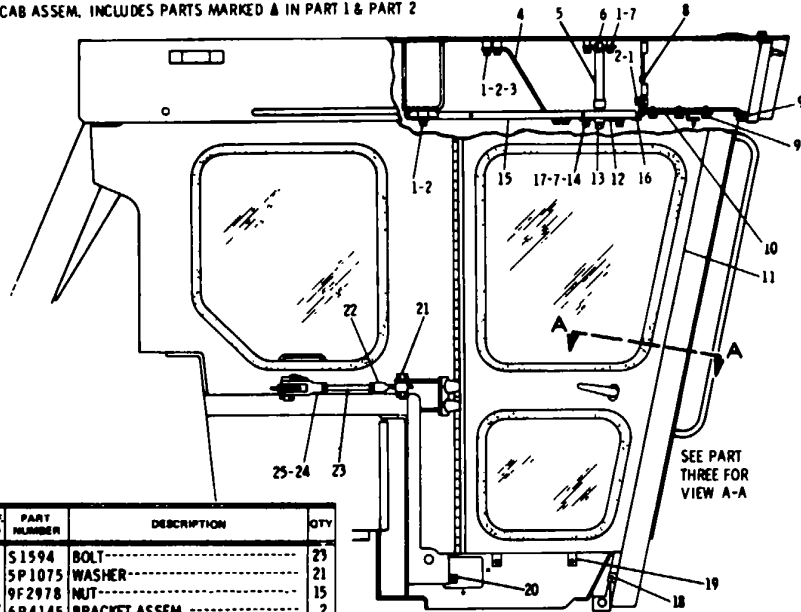 CAB ASSEM. INCLUDES PARTS MARKED Δ IN PART 1 & PART 2
4 5 6 1-7 8
2-1
1-2-3
9
9
1-2 15 17-7-14 13 12 16
10
11
A A
22 21
25-24 23
SEE PART
THREE FOR
VIEW A-A
PART NUMBER DESCRIPTION QTY
S1594 BOLT 23
5P1075 WASHER 21
9F2978 NUT 15
BRACKET ASSEM 2
20 19
18